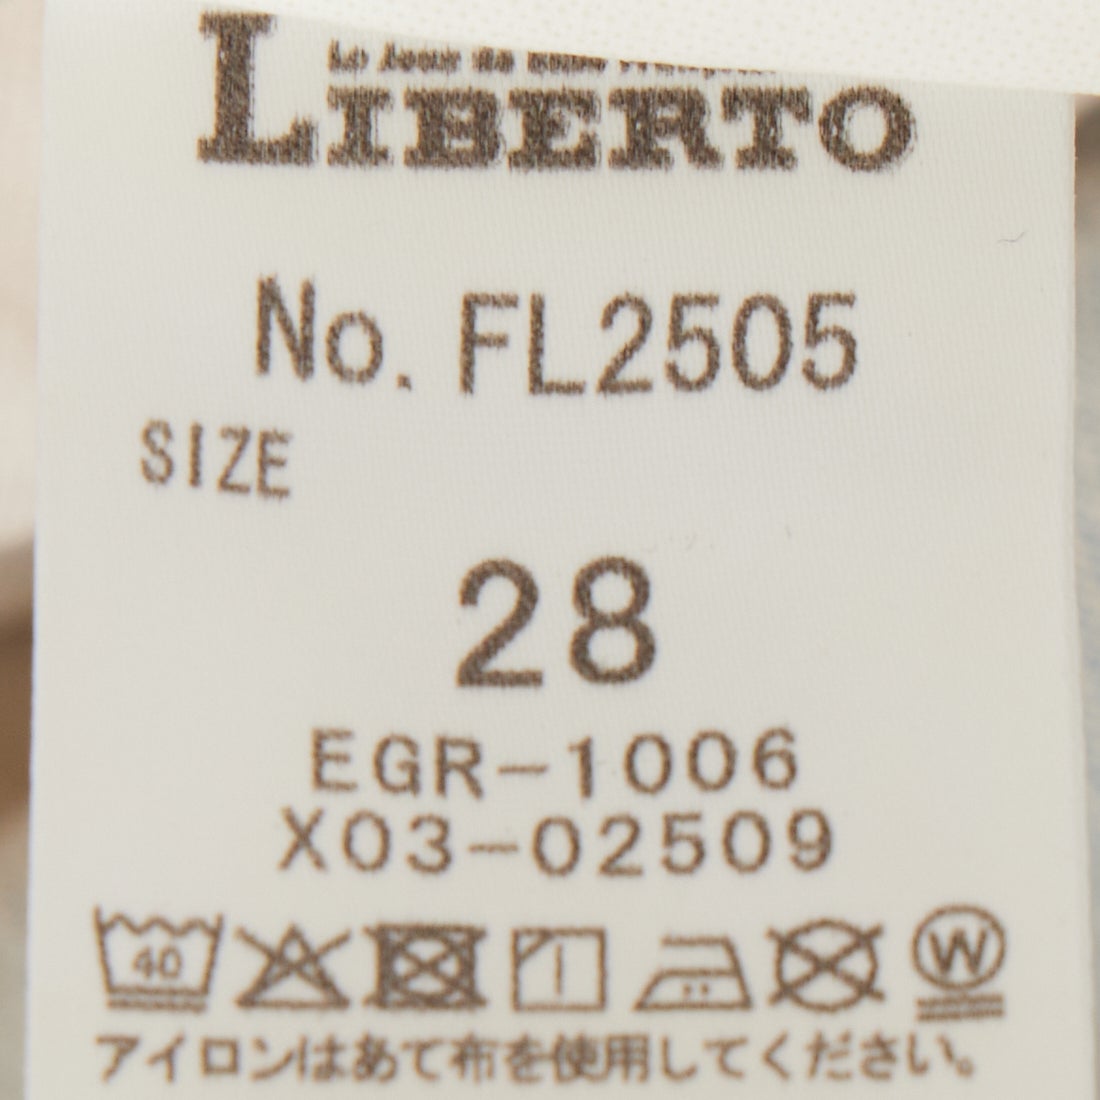 LIBERTO
No. FL2505
SIZE
28
EGR-1006
X03-02509
40
W
アイロンはあて布を使用してください。